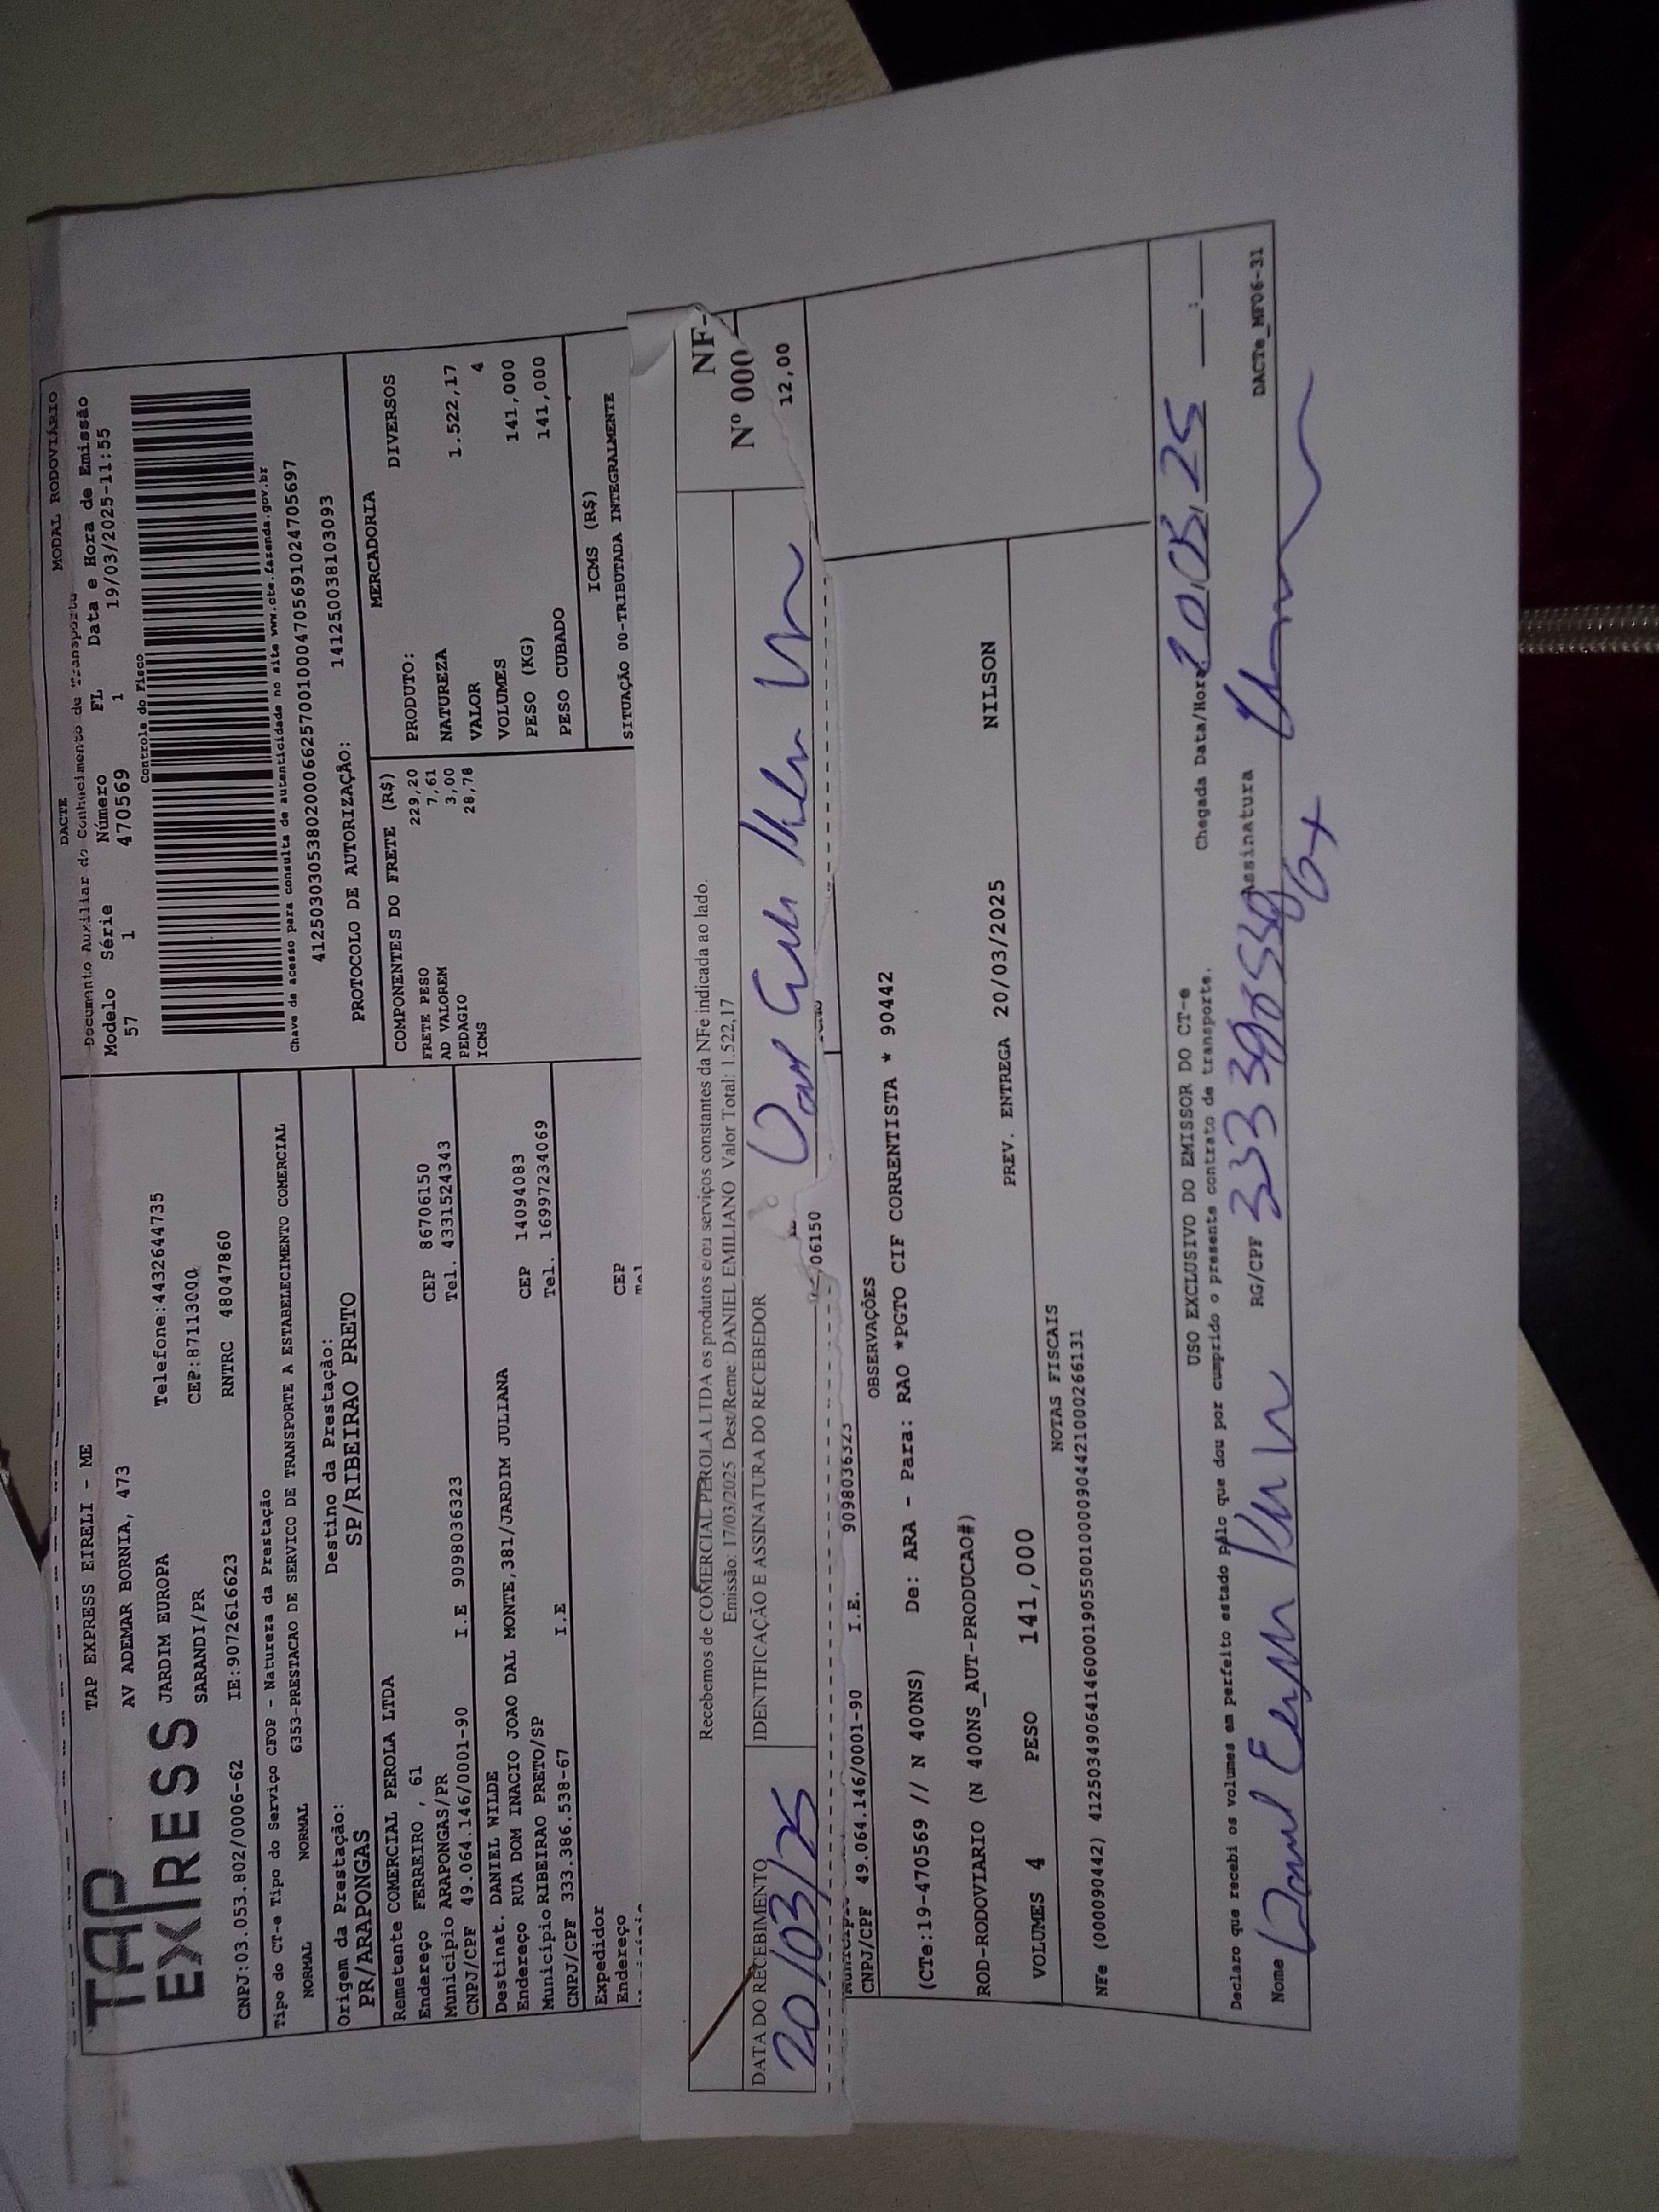 DACTE
MODAL RODOVIÁRIO
TAP EXPRESS
TAP EXPRESS EIRELI - ME
AV ADEMAR BORNIA, 473
JARDIM EUROPA
Telefone:4432644735
SARANDI/PR
CEP:87113000
CNPJ:03.053.802/0006-62
IE:9072616623
RNTRC 48047860
Documento Auxiliar do Conhecimento de Transporte
Modelo Série Número FL Data e Hora de Emissão
57 1 470569 1 19/03/2025-11:55
Controle do Fisco
Chave de acesso para consulta de autenticidade no site www.cte.fazenda.gov.br
41250303053802000662570010004705691024705697
Tipo do CT-e Tipo do Serviço CFOP - Natureza da Prestação
NORMAL NORMAL 6353-PRESTACAO DE SERVICO DE TRANSPORTE A ESTABELECIMENTO COMERCIAL
PROTOCOLO DE AUTORIZAÇÃO: 141250038103093
Origem da Prestação: Destino da Prestação:
PR/ARAPONGAS SP/RIBEIRAO PRETO
Remetente COMERCIAL PEROLA LTDA
Endereço FERREIRO , 61 CEP 86706150
Município ARAPONGAS/PR Tel. 4331524343
CNPJ/CPF 49.064.146/0001-90 I.E 9098036323
Destinat. DANIEL WILDE
Endereço RUA DOM INACIO JOAO DAL MONTE,381/JARDIM JULIANA CEP 14094083
Município RIBEIRAO PRETO/SP Tel. 16997234069
CNPJ/CPF 333.386.538-67 I.E
Expedidor
Endereço CEP
COMPONENTES DO FRETE (R$)
FRETE PESO 229,20
AD VALOREM 7,61
PEDAGIO 3,00
ICMS 28,78
MERCADORIA
PRODUTO: DIVERSOS
NATUREZA
VALOR 1.522,17
VOLUMES 4
PESO (KG) 141,000
PESO CUBADO 141,000
ICMS (R$)
SITUAÇÃO 00-TRIBUTADA INTEGRALMENTE
Recebemos de COMERCIAL PEROLA LTDA os produtos e/ou serviços constantes da NFe indicada ao lado.
Emissão: 17/03/2025 Dest/Reme: DANIEL EMILIANO Valor Total: 1.522,17
NF-
Nº 000
DATA DO RECEBIMENTO
20/03/25
IDENTIFICAÇÃO E ASSINATURA DO RECEBEDOR
12,00
06150
CNPJ/CPF 49.064.146/0001-90 I.E. 9098036323
OBSERVAÇÕES
(CTe:19-470569 // N 400NS) De: ARA - Para: RAO *PGTO CIF CORRENTISTA * 90442
ROD-RODOVIARIO (N 400NS_AUT-PRODUCAO#)
PREV. ENTREGA 20/03/2025 NILSON
VOLUMES 4 PESO 141,000
NOTAS FISCAIS
NFe (000090442) 41250349064146000190550010000904421000266131
USO EXCLUSIVO DO EMISSOR DO CT-e
Declaro que recebi os volumes em perfeito estado pelo que dou por cumprido o presente contrato de transporte.
Chegada Data/Hora 20,03,25 __:__
Nome Daniel RG/CPF Assinatura
DACTe_MF06-31